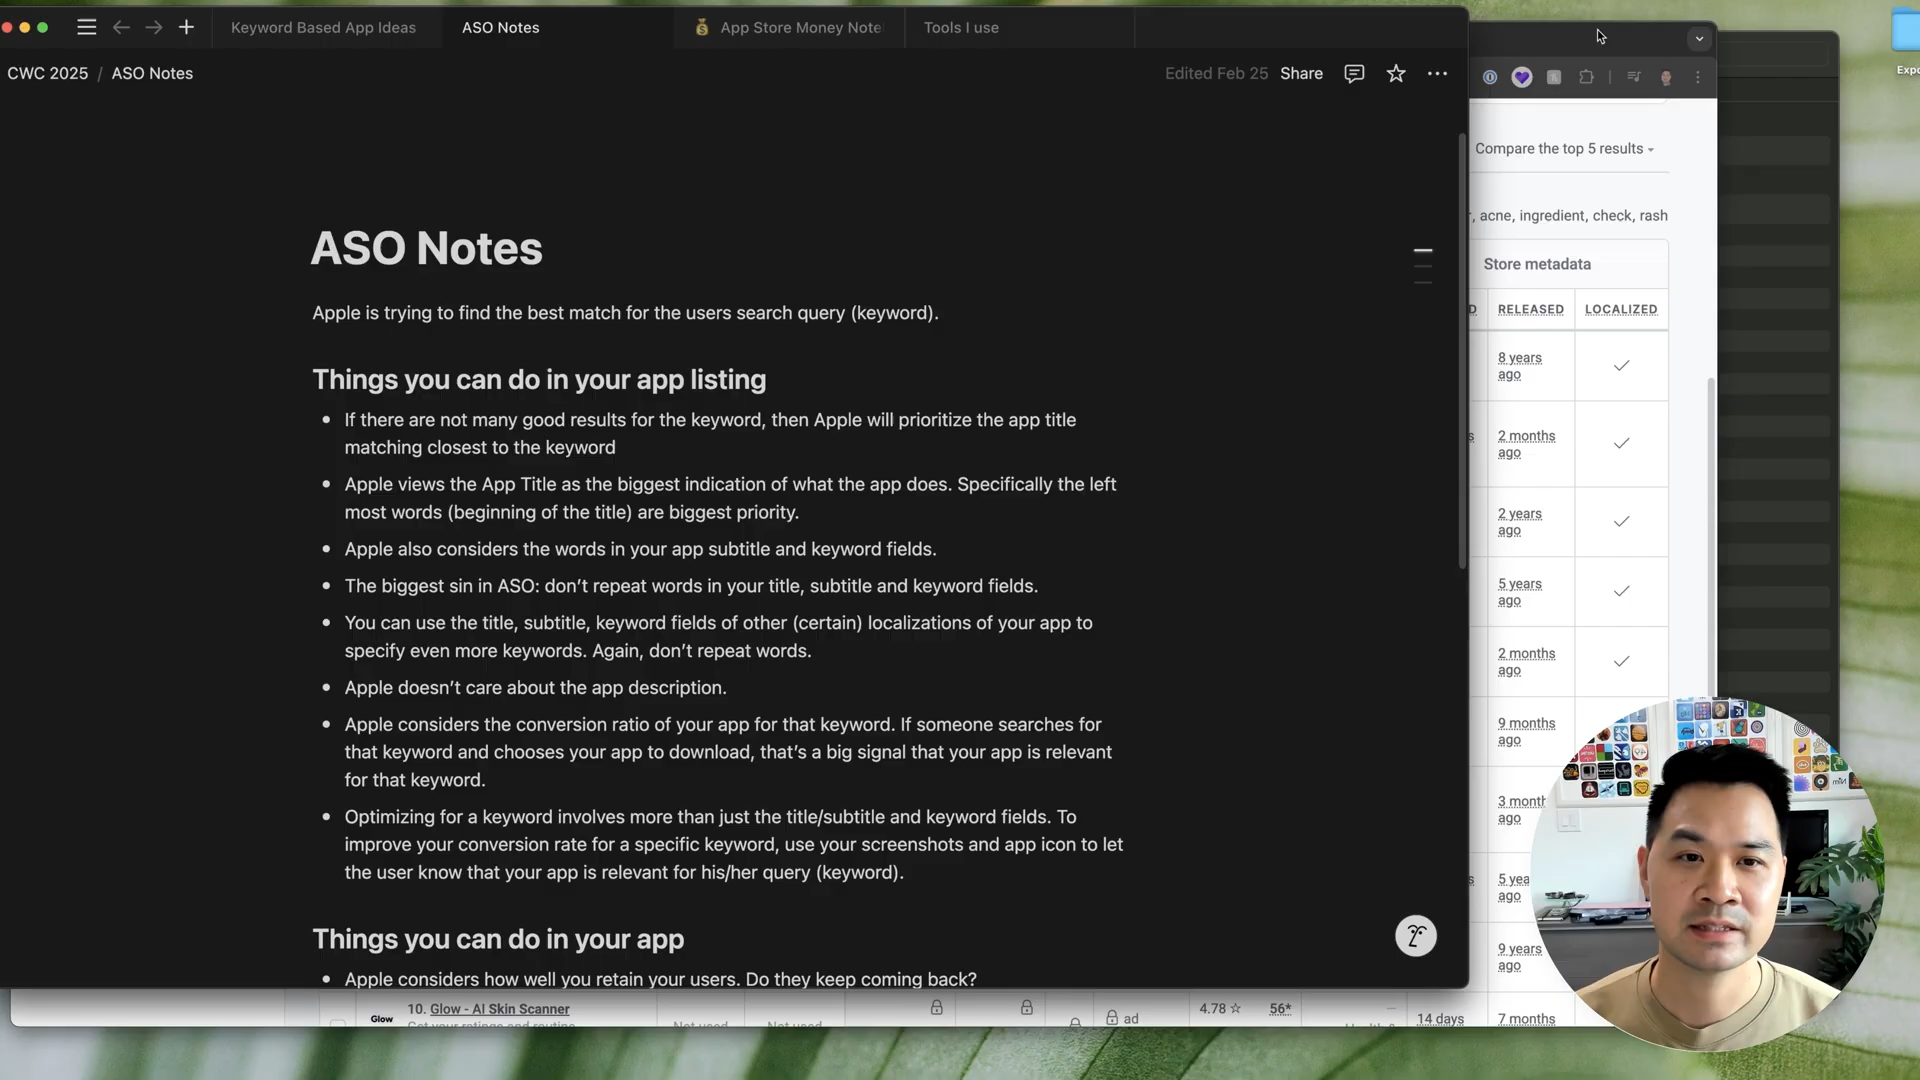 Keyword Based App Ideas
ASO Notes
App Store Money Note
Tools I use
CWC 2025 / ASO Notes
Edited Feb 25
Share
Expo
Compare the top 5 results
, acne, ingredient, check, rash
Store metadata
D
RELEASED
LOCALIZED
8 years
ago
s
2 months
ago
2 years
ago
5 years
ago
2 months
ago
9 months
ago
3 month
ago
s
5 yea
ago
9 years
ago
7 months
ASO Notes
Apple is trying to find the best match for the users search query (keyword).
Things you can do in your app listing
• If there are not many good results for the keyword, then Apple will prioritize the app title
matching closest to the keyword
• Apple views the App Title as the biggest indication of what the app does. Specifically the left
most words (beginning of the title) are biggest priority.
• Apple also considers the words in your app subtitle and keyword fields.
• The biggest sin in ASO: don’t repeat words in your title, subtitle and keyword fields.
• You can use the title, subtitle, keyword fields of other (certain) localizations of your app to
specify even more keywords. Again, don’t repeat words.
• Apple doesn’t care about the app description.
• Apple considers the conversion ratio of your app for that keyword. If someone searches for
that keyword and chooses your app to download, that’s a big signal that your app is relevant
for that keyword.
• Optimizing for a keyword involves more than just the title/subtitle and keyword fields. To
improve your conversion rate for a specific keyword, use your screenshots and app icon to let
the user know that your app is relevant for his/her query (keyword).
Things you can do in your app
• Apple considers how well you retain your users. Do they keep coming back?
Glow
10. Glow - AI Skin Scanner
Get your ratings and routine
Not used
Not used
ad
4.78 ☆
56*
14 days